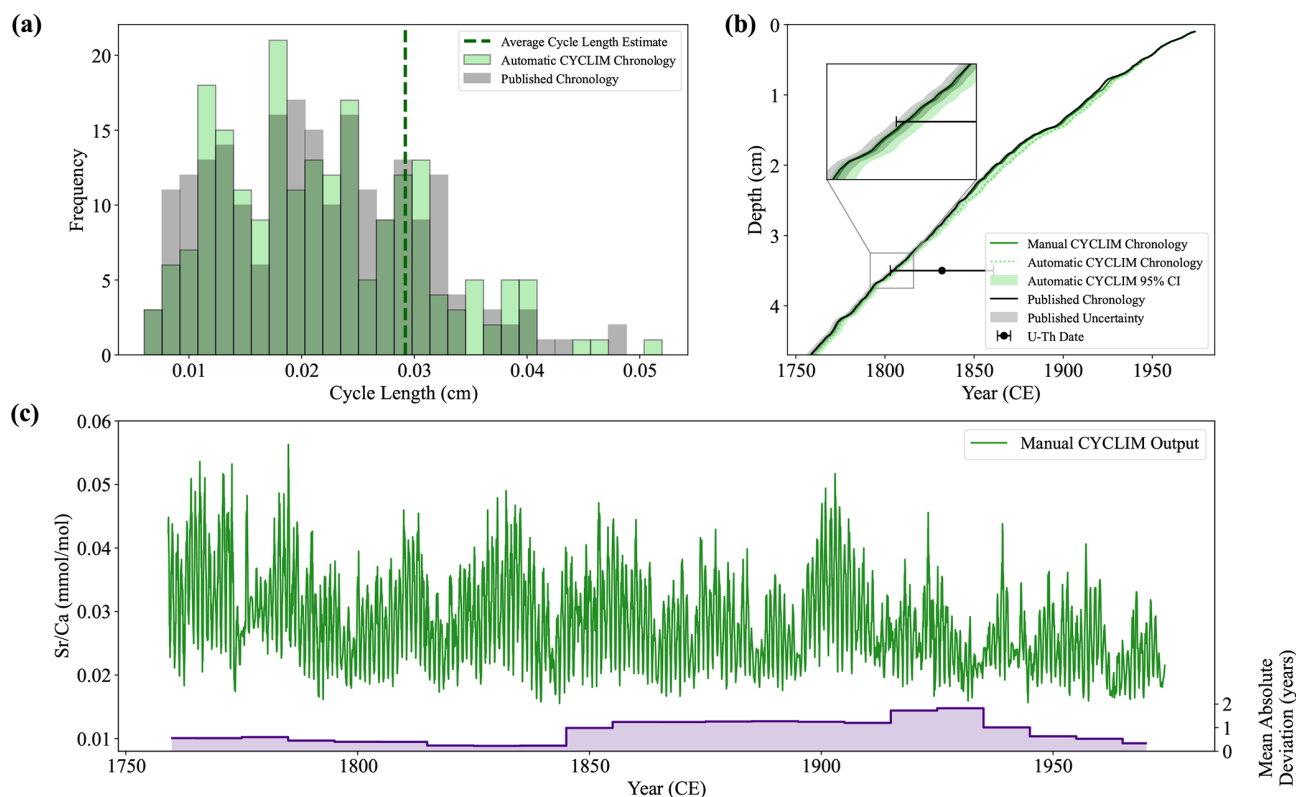 (a)
Average Cycle Length Estimate
Automatic CYCLIM Chronology
Published Chronology
20
15
10
5
0
Frequency
0.01 0.02 0.03 0.04 0.05
Cycle Length (cm)
(b)
0
1
2
3
4
Depth (cm)
Manual CYCLIM Chronology
Automatic CYCLIM Chronology
Automatic CYCLIM 95% CI
Published Chronology
Published Uncertainty
U-Th Date
1750 1800 1850 1900 1950
Year (CE)
(c)
Manual CYCLIM Output
0.06
0.05
0.04
0.03
0.02
0.01
Sr/Ca (mmol/mol)
2
1
0
Mean Absolute
Deviation (years)
1750 1800 1850 1900 1950
Year (CE)